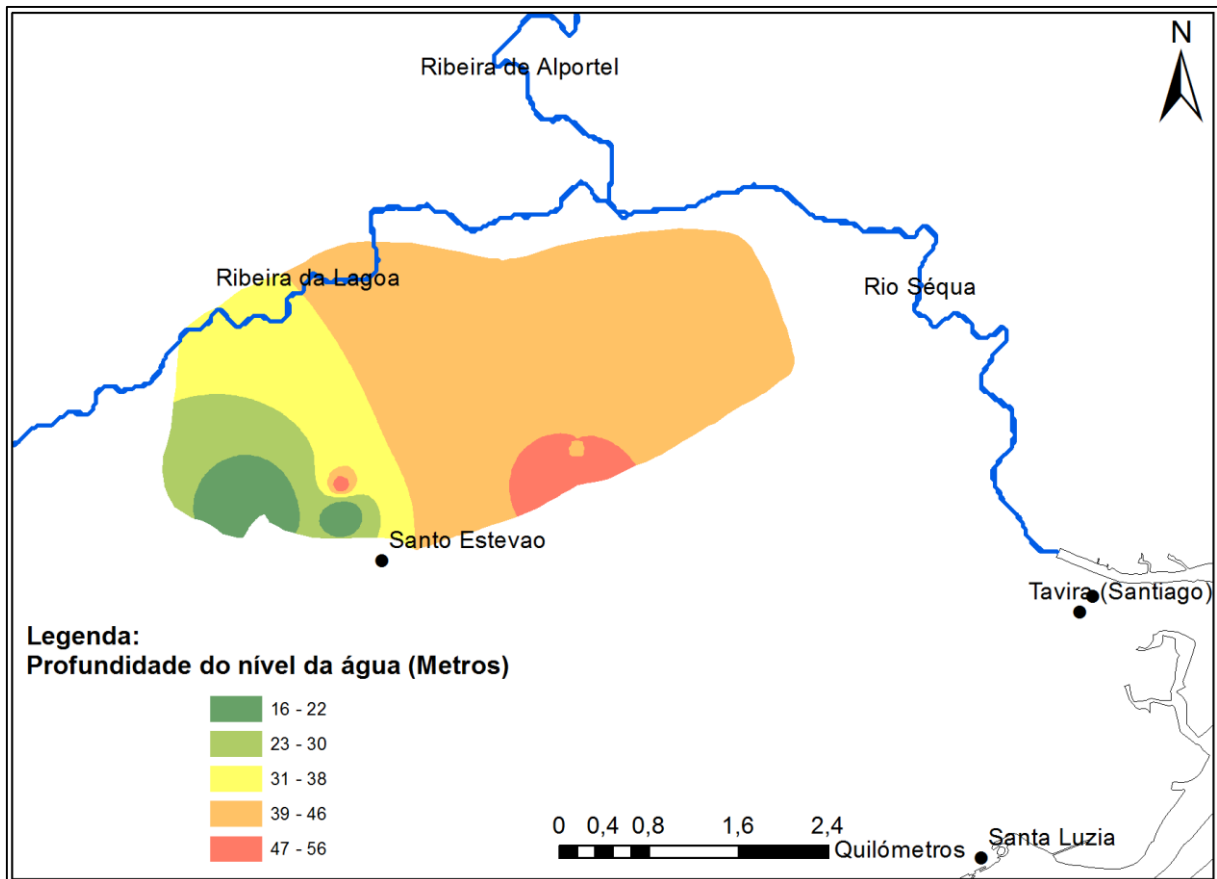 N
Ribeira de Alportel
Ribeira da Lagoa
Rio Séqua
Santo Estevao
Tavira (Santiago)
Legenda:
Profundidade do nível da água (Metros)
16 - 22
23 - 30
31 - 38
39 - 46
47 - 56
0 0,4 0,8 1,6 2,4
Quilómetros
Santa Luzia